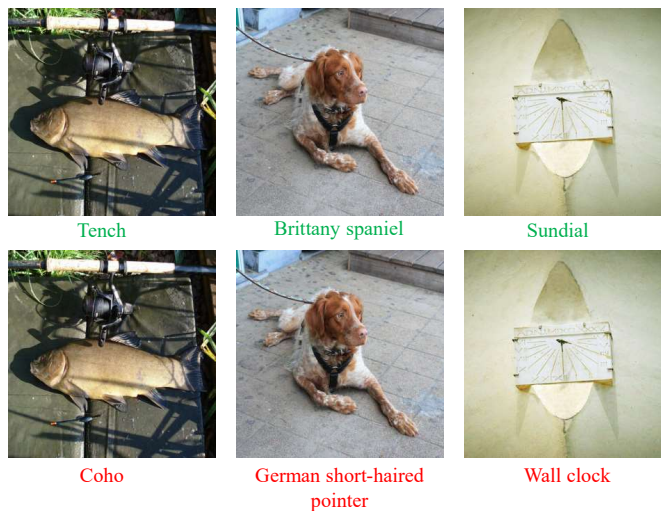 Tench
Brittany spaniel
Sundial
Coho
German short-haired
pointer
Wall clock